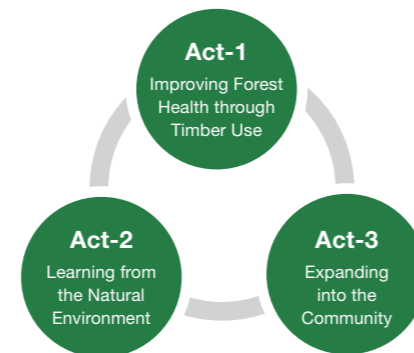 Act-1
Improving Forest
Health through
Timber Use
Act-2
Learning from
the Natural
Environment
Act-3
Expanding
into the
Community